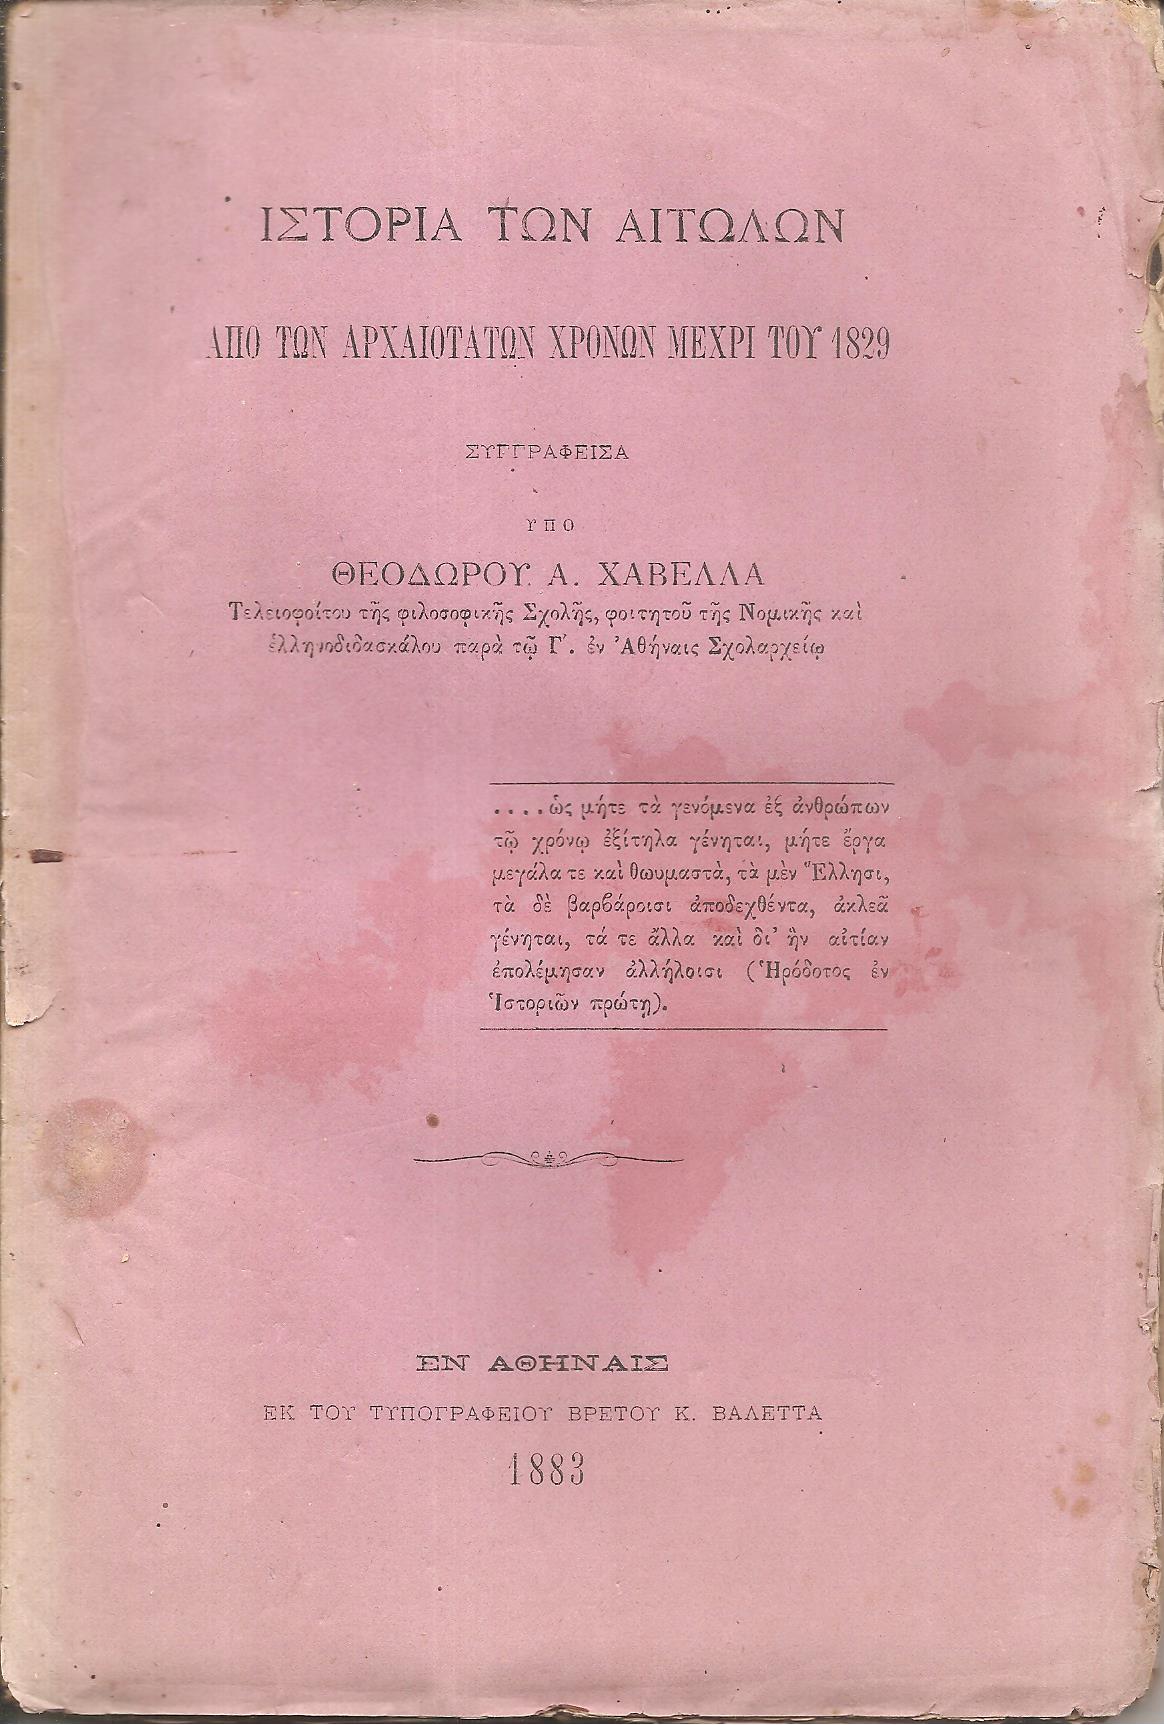 ΙΣΤΟΡΙΑ ΤΩΝ ΑΙΤΩΛΩΝ
ΑΠΟ ΤΩΝ ΑΡΧΑΙΟΤΑΤΩΝ ΧΡΟΝΩΝ ΜΕΧΡΙ ΤΟΥ 1829
ΣΥΓΓΡΑΦΕΙΣΑ
ΥΠΟ
ΘΕΟΔΩΡΟΥ Α. ΧΑΒΕΛΛΑ
Τελειοφοίτου τῆς φιλοσοφικῆς Σχολῆς, φοιτητοῦ τῆς Νομικῆς καὶ
ἑλληνοδιδασκάλου παρὰ τῷ Γ΄. ἐν Ἀθήναις Σχολαρχείῳ
....ὡς μήτε τὰ γενόμενα ἐξ ἀνθρώπων
τῷ χρόνῳ ἐξίτηλα γένηται, μήτε ἔργα
μεγάλα τε καὶ θωυμαστὰ, τὰ μὲν Ἕλλησι,
τὰ δὲ βαρβάροισι ἀποδεχθέντα, ἀκλεᾶ
γένηται, τά τε ἄλλα καὶ δι' ἣν αἰτίαν
ἐπολέμησαν ἀλλήλοισι (Ἡρόδοτος ἐν
Ἱστοριῶν πρώτῃ).
ΕΝ ΑΘΗΝΑΙΣ
ΕΚ ΤΟΥ ΤΥΠΟΓΡΑΦΕΙΟΥ ΒΡΕΤΟΥ Κ. ΒΑΛΕΤΤΑ
1883